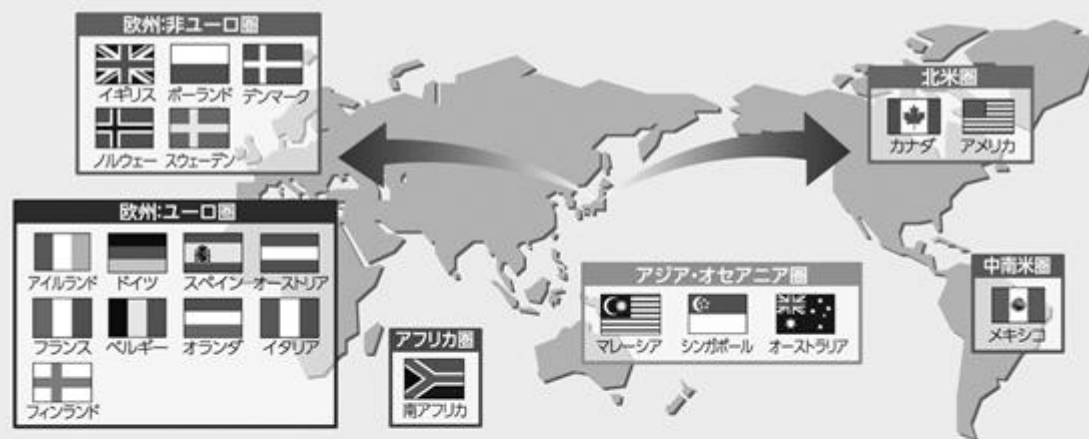 欧州:非ユーロ圏
イギリス ポーランド デンマーク
ノルウェー スウェーデン
欧州:ユーロ圏
アイルランド ドイツ スペイン オーストリア
フランス ベルギー オランダ イタリア
フィンランド
アフリカ圏
南アフリカ
アジア・オセアニア圏
マレーシア シンガポール オーストラリア
北米圏
カナダ アメリカ
中南米圏
メキシコ